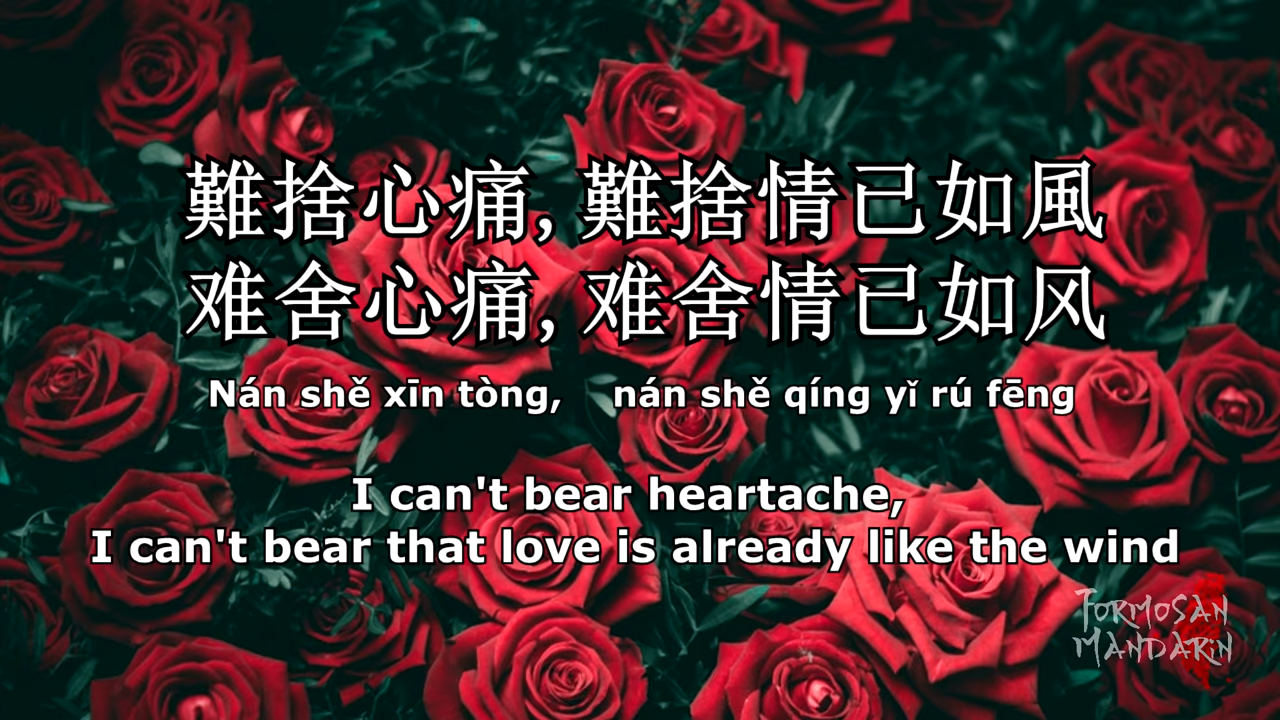 難捨心痛, 難捨情已如風
难舍心痛, 难舍情已如风
Nán shě xīn tòng, nán shě qíng yǐ rú fēng
I can't bear heartache,
I can't bear that love is already like the wind
FORMOSAN
MANDARIN